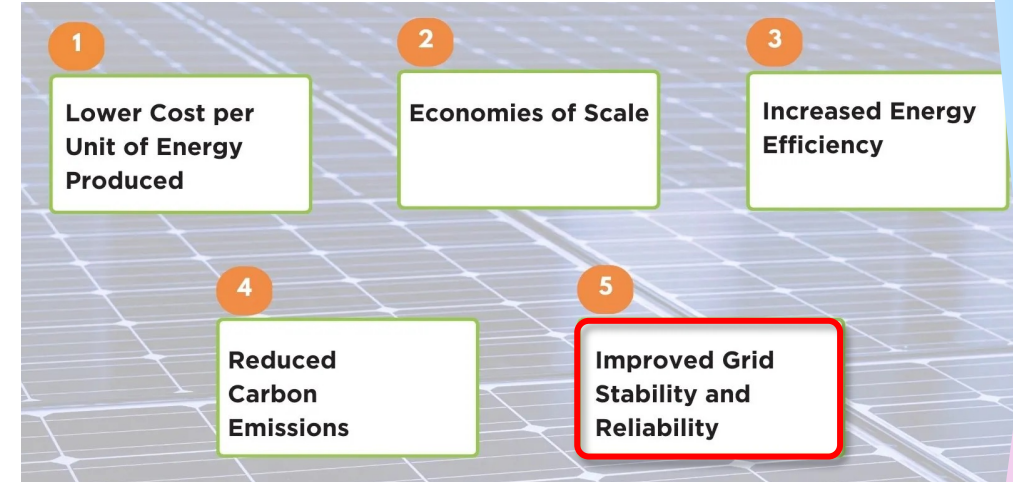 1
Lower Cost per
Unit of Energy
Produced
2
Economies of Scale
3
Increased Energy
Efficiency
4
Reduced
Carbon
Emissions
5
Improved Grid
Stability and
Reliability